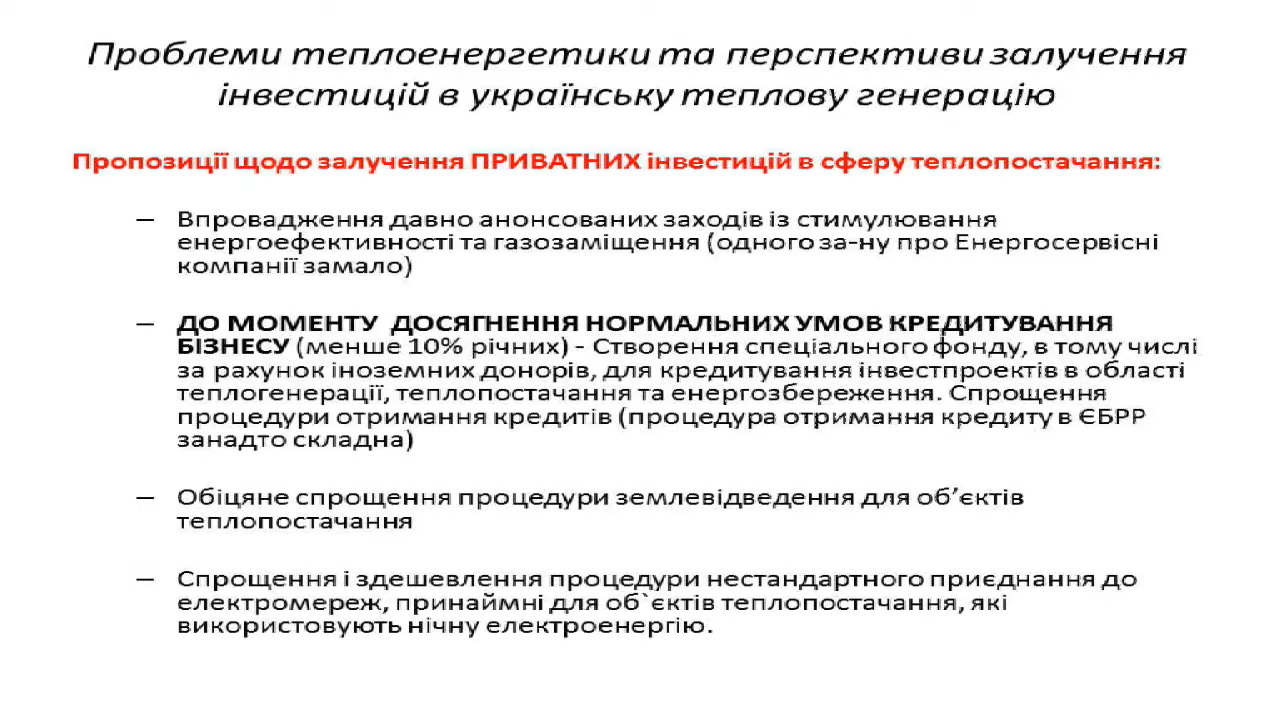 Проблеми теплоенергетики та перспективи залучення
інвестицій в українську теплову генерацію
Пропозиції щодо залучення ПРИВАТНИХ інвестицій в сферу теплопостачання:
– Впровадження давно анонсованих заходів із стимулювання
енергоефективності та газозаміщення (одного за-ну про Енергосервісні
компанії замало)
– ДО МОМЕНТУ ДОСЯГНЕННЯ НОРМАЛЬНИХ УМОВ КРЕДИТУВАННЯ
БІЗНЕСУ (менше 10% річних) - Створення спеціального фонду, в тому числі
за рахунок іноземних донорів, для кредитування інвестпроектів в області
теплогенерації, теплопостачання та енергозбереження. Спрощення
процедури отримання кредитів (процедура отримання кредиту в ЄБРР
занадто складна)
– Обіцяне спрощення процедури землевідведення для об’єктів
теплопостачання
– Спрощення і здешевлення процедури нестандартного приєднання до
електромереж, принаймні для об`єктів теплопостачання, які
використовують нічну електроенергію.